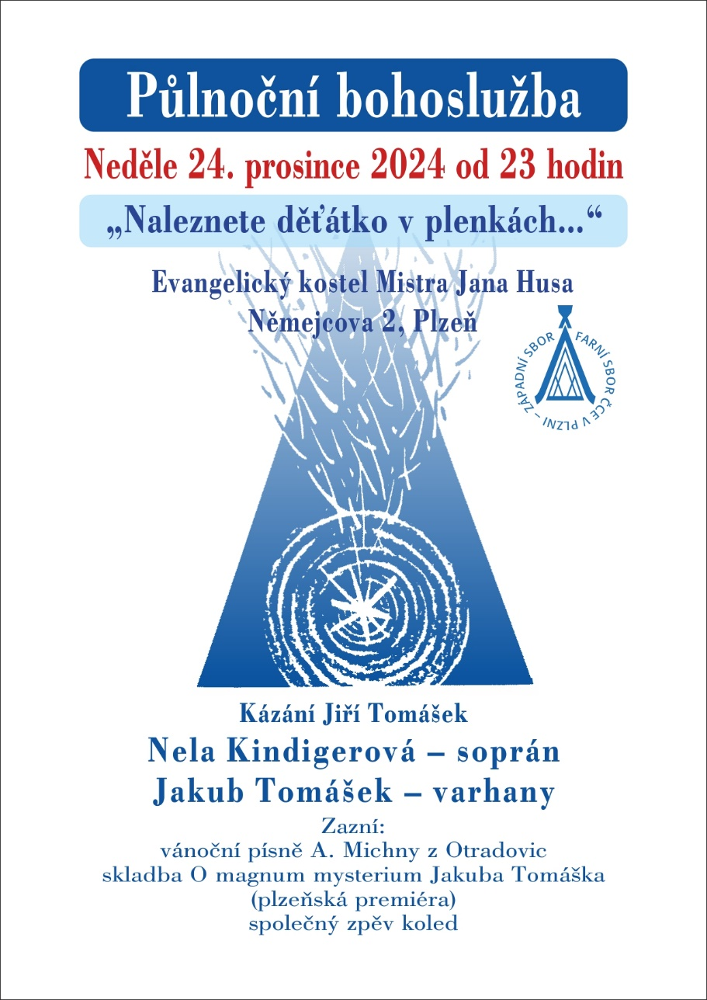 Půlnoční bohoslužba
Neděle 24. prosince 2024 od 23 hodin
„Naleznete děťátko v plenkách...“
Evangelický kostel Mistra Jana Husa
Němejcova 2, Plzeň
FARNÍ SBOR ČCE V PLZNI – ZÁPADNÍ SBOR
Kázání Jiří Tomášek
Nela Kindigerová – soprán
Jakub Tomášek – varhany
Zazní:
vánoční písně A. Michny z Otradovic
skladba O magnum mysterium Jakuba Tomáška
(plzeňská premiéra)
společný zpěv koled